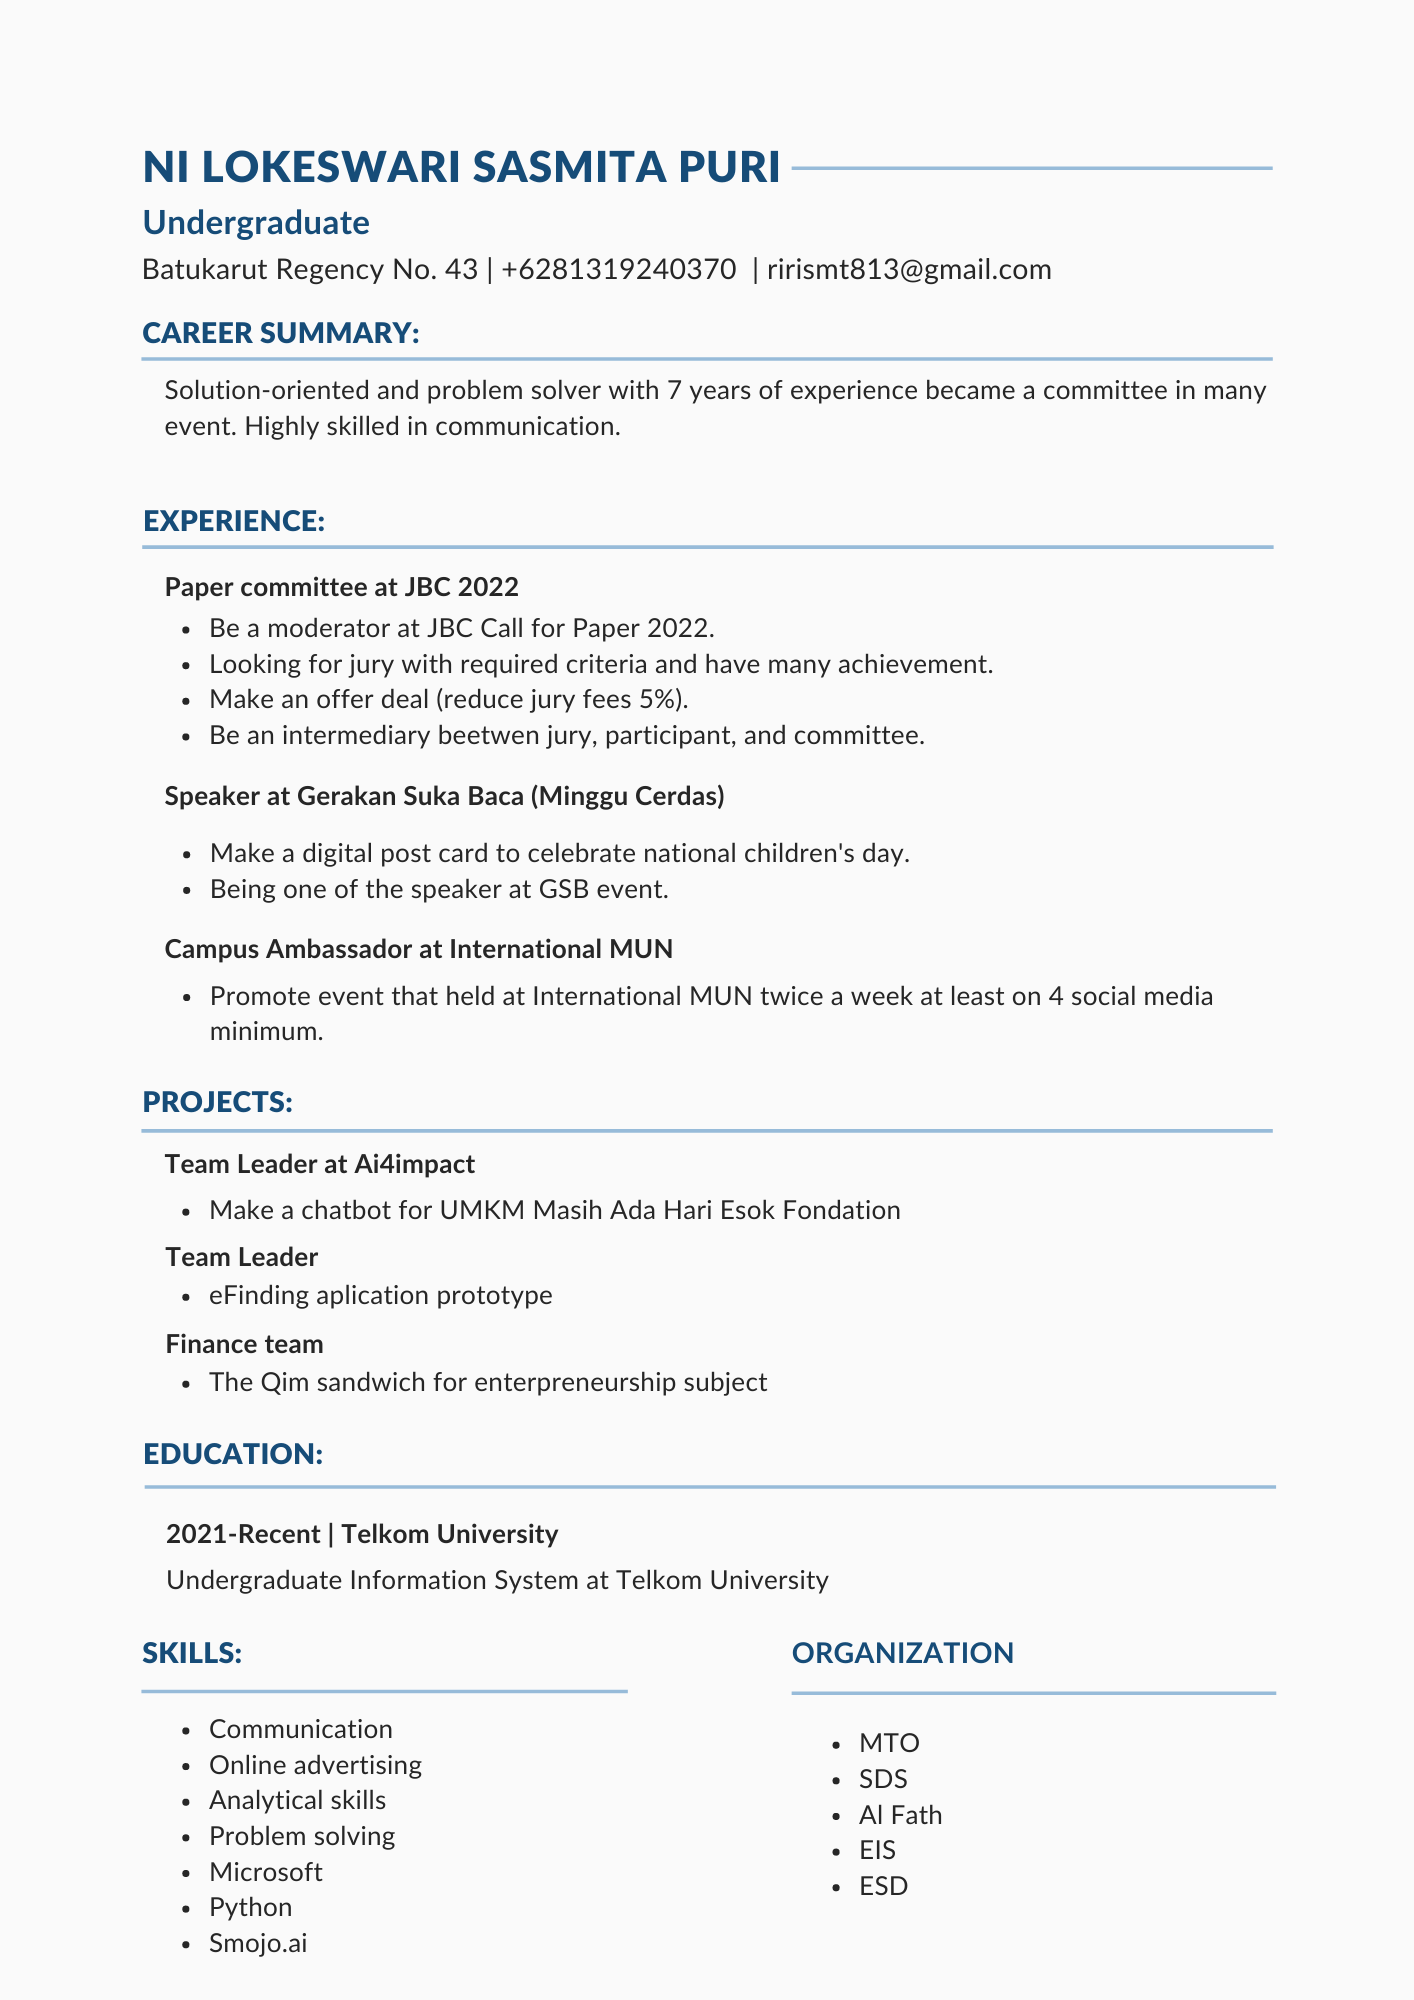 NI LOKESWARI SASMITA PURI
Undergraduate
Batukarut Regency No. 43 | +6281319240370 | rirismt813@gmail.com
CAREER SUMMARY:
Solution-oriented and problem solver with 7 years of experience became a committee in many
event. Highly skilled in communication.
EXPERIENCE:
Paper committee at JBC 2022
• Be a moderator at JBC Call for Paper 2022.
• Looking for jury with required criteria and have many achievement.
• Make an offer deal (reduce jury fees 5%).
• Be an intermediary beetwen jury, participant, and committee.
Speaker at Gerakan Suka Baca (Minggu Cerdas)
• Make a digital post card to celebrate national children's day.
• Being one of the speaker at GSB event.
Campus Ambassador at International MUN
• Promote event that held at International MUN twice a week at least on 4 social media
minimum.
PROJECTS:
Team Leader at Ai4impact
• Make a chatbot for UMKM Masih Ada Hari Esok Fondation
Team Leader
• eFinding aplication prototype
Finance team
• The Qim sandwich for enterpreneurship subject
EDUCATION:
2021-Recent | Telkom University
Undergraduate Information System at Telkom University
SKILLS:
• Communication
• Online advertising
• Analytical skills
• Problem solving
• Microsoft
• Python
• Smojo.ai
ORGANIZATION
• MTO
• SDS
• Al Fath
• EIS
• ESD